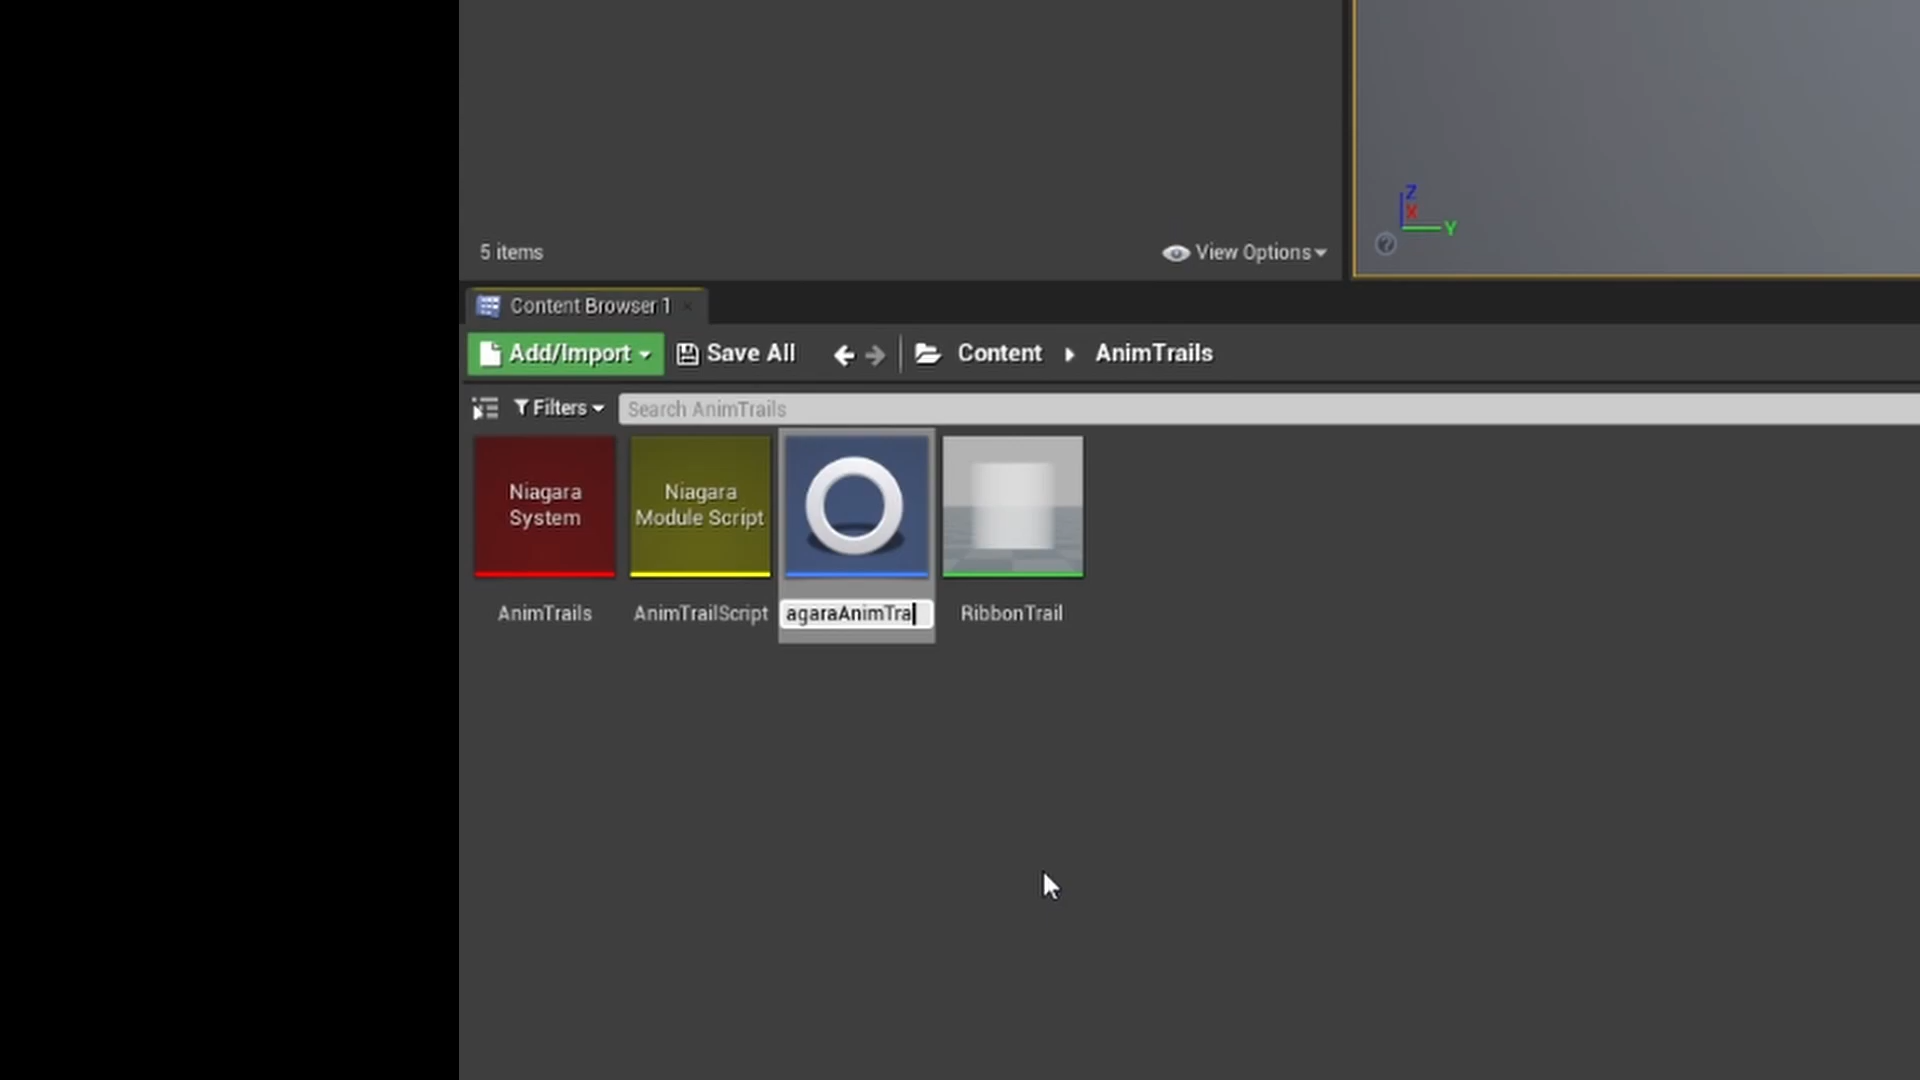 Z
X
Y
?
5 items
View Options
Content Browser 1
Add/Import
Save All
Content
AnimTrails
Filters
Search AnimTrails
Niagara
System
Niagara
Module Script
AnimTrails
AnimTrailScript
agaraAnimTra
RibbonTrail